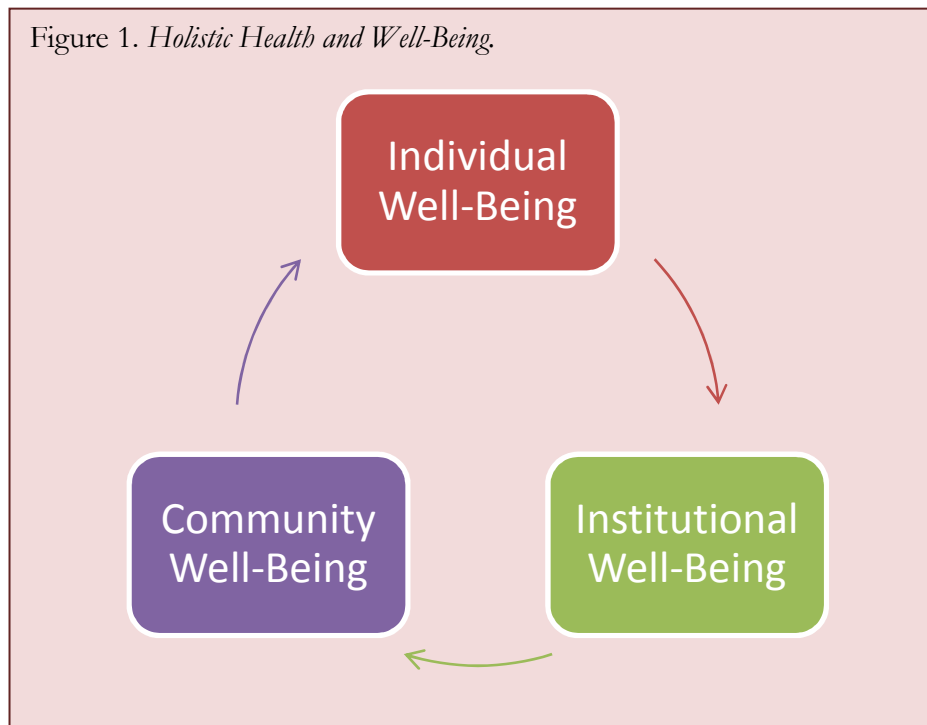 Figure 1. Holistic Health and Well-Being.
Individual
Well-Being
Community
Well-Being
Institutional
Well-Being